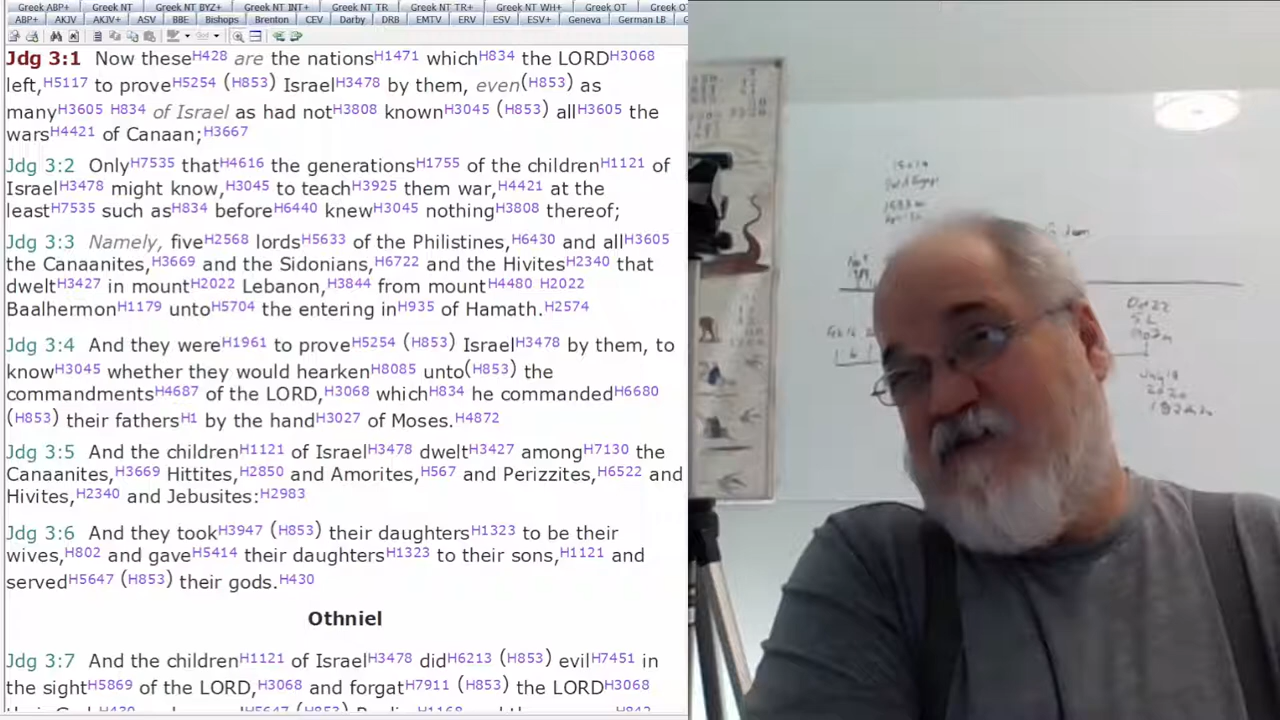 Greek ABP+ Greek NT Greek NT BYZ+ Greek NT INT+ Greek NT TR Greek NT TR+ Greek NT WH+ Greek OT Greek O
ABP+ AKJV AKJV+ ASV BBE Bishops Brenton CEV Darby DRB EMTV ERV ESV ESV+ Geneva German LB
Jdg 3:1 Now theseH428 are the nationsH1471 whichH834 the LORDH3068
left,H5117 to proveH5254 (H853) IsraelH3478 by them, even(H853) as
manyH3605 H834 of Israel as had notH3808 knownH3045 (H853) allH3605 the
warsH4421 of Canaan;H3667
Jdg 3:2 OnlyH7535 thatH4616 the generationsH1755 of the childrenH1121 of
IsraelH3478 might know,H3045 to teachH3925 them war,H4421 at the
leastH7535 such asH834 beforeH6440 knewH3045 nothingH3808 thereof;
Jdg 3:3 Namely, fiveH2568 lordsH5633 of the Philistines,H6430 and allH3605
the Canaanites,H3669 and the Sidonians,H6722 and the HivitesH2340 that
dweltH3427 in mountH2022 Lebanon,H3844 from mountH4480 H2022
BaalhermonH1179 untoH5704 the entering inH935 of Hamath.H2574
Jdg 3:4 And they wereH1961 to proveH5254 (H853) IsraelH3478 by them, to
knowH3045 whether they would hearkenH8085 unto(H853) the
commandmentsH4687 of the LORD,H3068 whichH834 he commandedH6680
(H853) their fathersH1 by the handH3027 of Moses.H4872
Jdg 3:5 And the childrenH1121 of IsraelH3478 dweltH3427 amongH7130 the
Canaanites,H3669 Hittites,H2850 and Amorites,H567 and Perizzites,H6522 and
Hivites,H2340 and Jebusites:H2983
Jdg 3:6 And they tookH3947 (H853) their daughtersH1323 to be their
wives,H802 and gaveH5414 their daughtersH1323 to their sons,H1121 and
servedH5647 (H853) their gods.H430
Othniel
Jdg 3:7 And the childrenH1121 of IsraelH3478 didH6213 (H853) evilH7451 in
the sightH5869 of the LORD,H3068 and forgatH7911 (H853) the LORDH3068